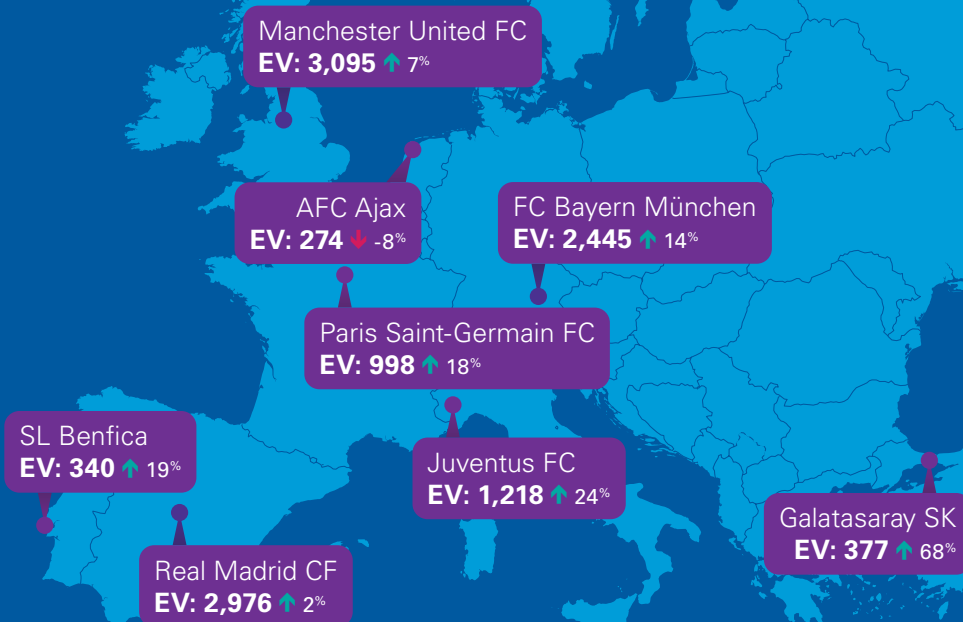 Manchester United FC
EV: 3,095 ↑ 7%
AFC Ajax
EV: 274 ↓ -8%
FC Bayern München
EV: 2,445 ↑ 14%
Paris Saint-Germain FC
EV: 998 ↑ 18%
SL Benfica
EV: 340 ↑ 19%
Juventus FC
EV: 1,218 ↑ 24%
Galatasaray SK
EV: 377 ↑ 68%
Real Madrid CF
EV: 2,976 ↑ 2%